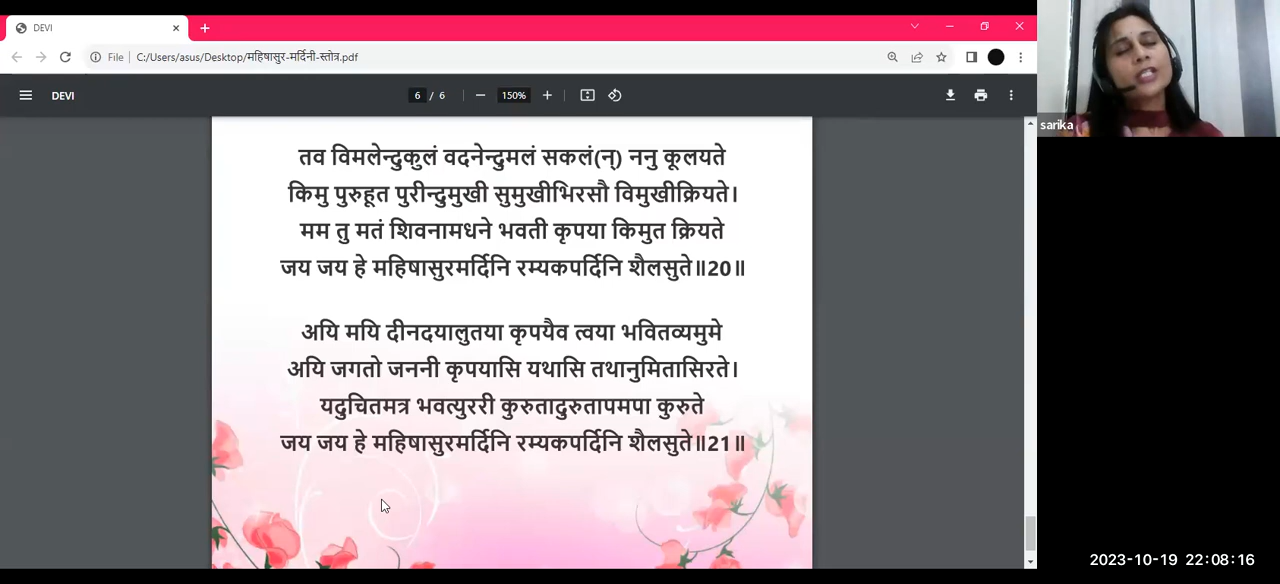 DEVI
File
C:/Users/asus/Desktop/महिषासुर-मर्दिनी-स्तोत्र.pdf
DEVI
6 / 6
150%
sarika
तव विमलेन्दुकुलं वदनेन्दुमलं सकलं(न्) ननु कूलयते
किमु पुरुहूत पुरीन्दुमुखी सुमुखीभिरसौ विमुखीक्रियते।
मम तु मतं शिवनामधने भवती कृपया किमुत क्रियते
जय जय हे महिषासुरमर्दिनि रम्यकपर्दिनि शैलसुते॥20॥
अयि मयि दीनदयालुतया कृपयैव त्वया भवितव्यमुमे
अयि जगतो जननी कृपयासि यथासि तथानुमितासिरते।
यदुचितमत्र भवत्युररी कुरुतादुरुतापमपा कुरुते
जय जय हे महिषासुरमर्दिनि रम्यकपर्दिनि शैलसुते॥21॥
2023-10-19 22:08:16